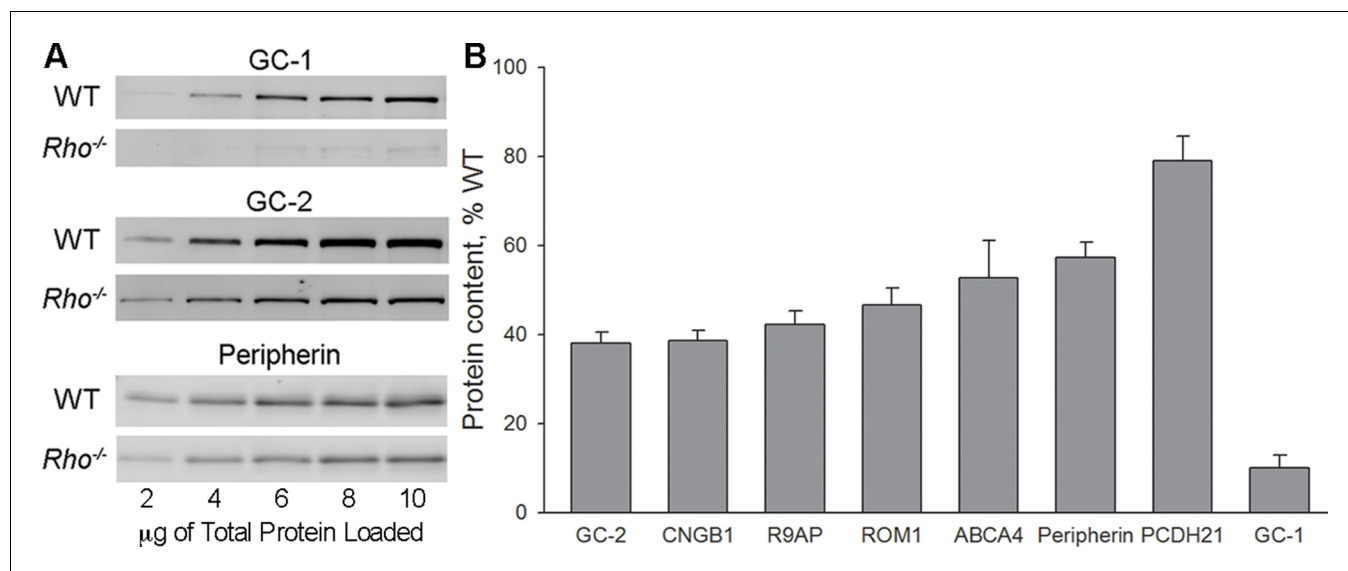 A
GC-1
WT
Rho-/-
GC-2
WT
Rho-/-
Peripherin
WT
Rho-/-
2 4 6 8 10
μg of Total Protein Loaded
B
Protein content, % WT
100
80
60
40
20
0
GC-2 CNGB1 R9AP ROM1 ABCA4 Peripherin PCDH21 GC-1